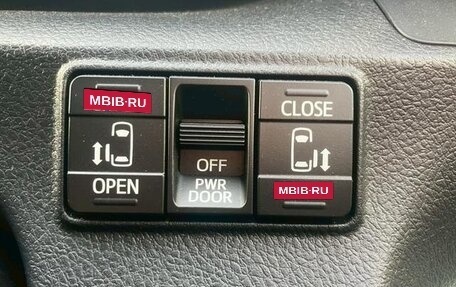 MBIB·RU
OPEN
OFF
PWR
DOOR
CLOSE
MBIB·RU